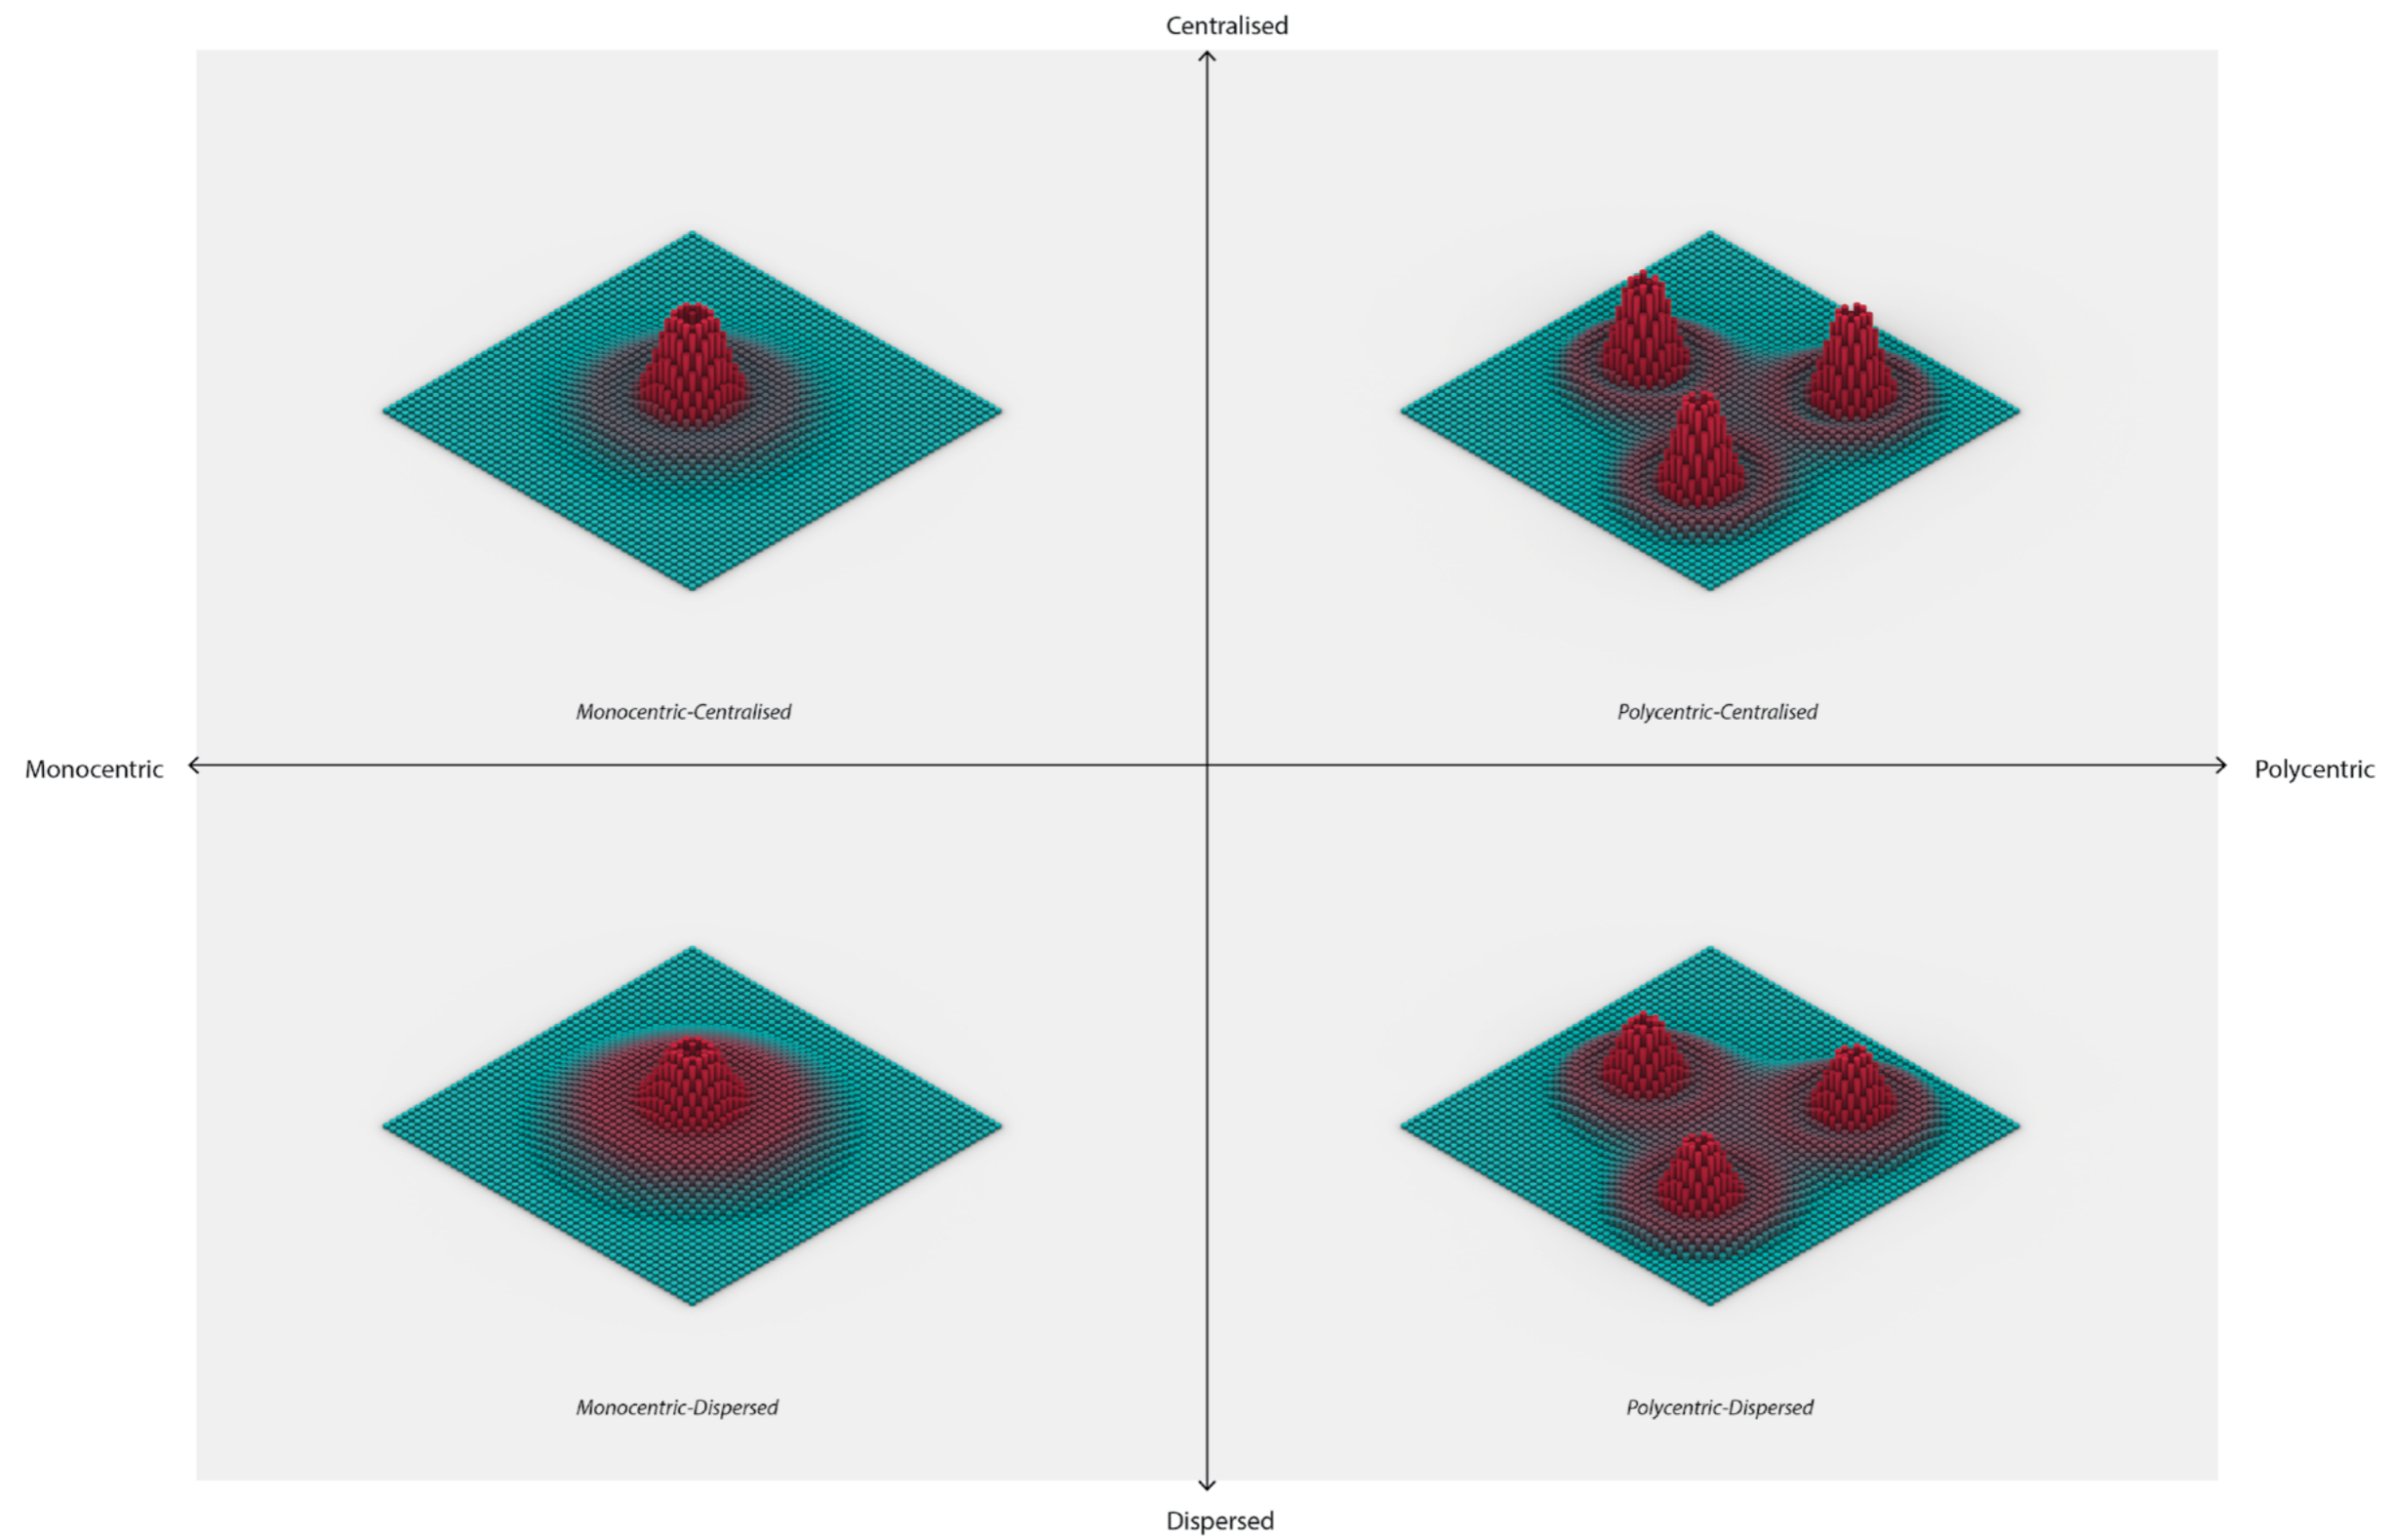 Centralised
Monocentric-Centralised
Polycentric-Centralised
Monocentric
Polycentric
Monocentric-Dispersed
Polycentric-Dispersed
Dispersed